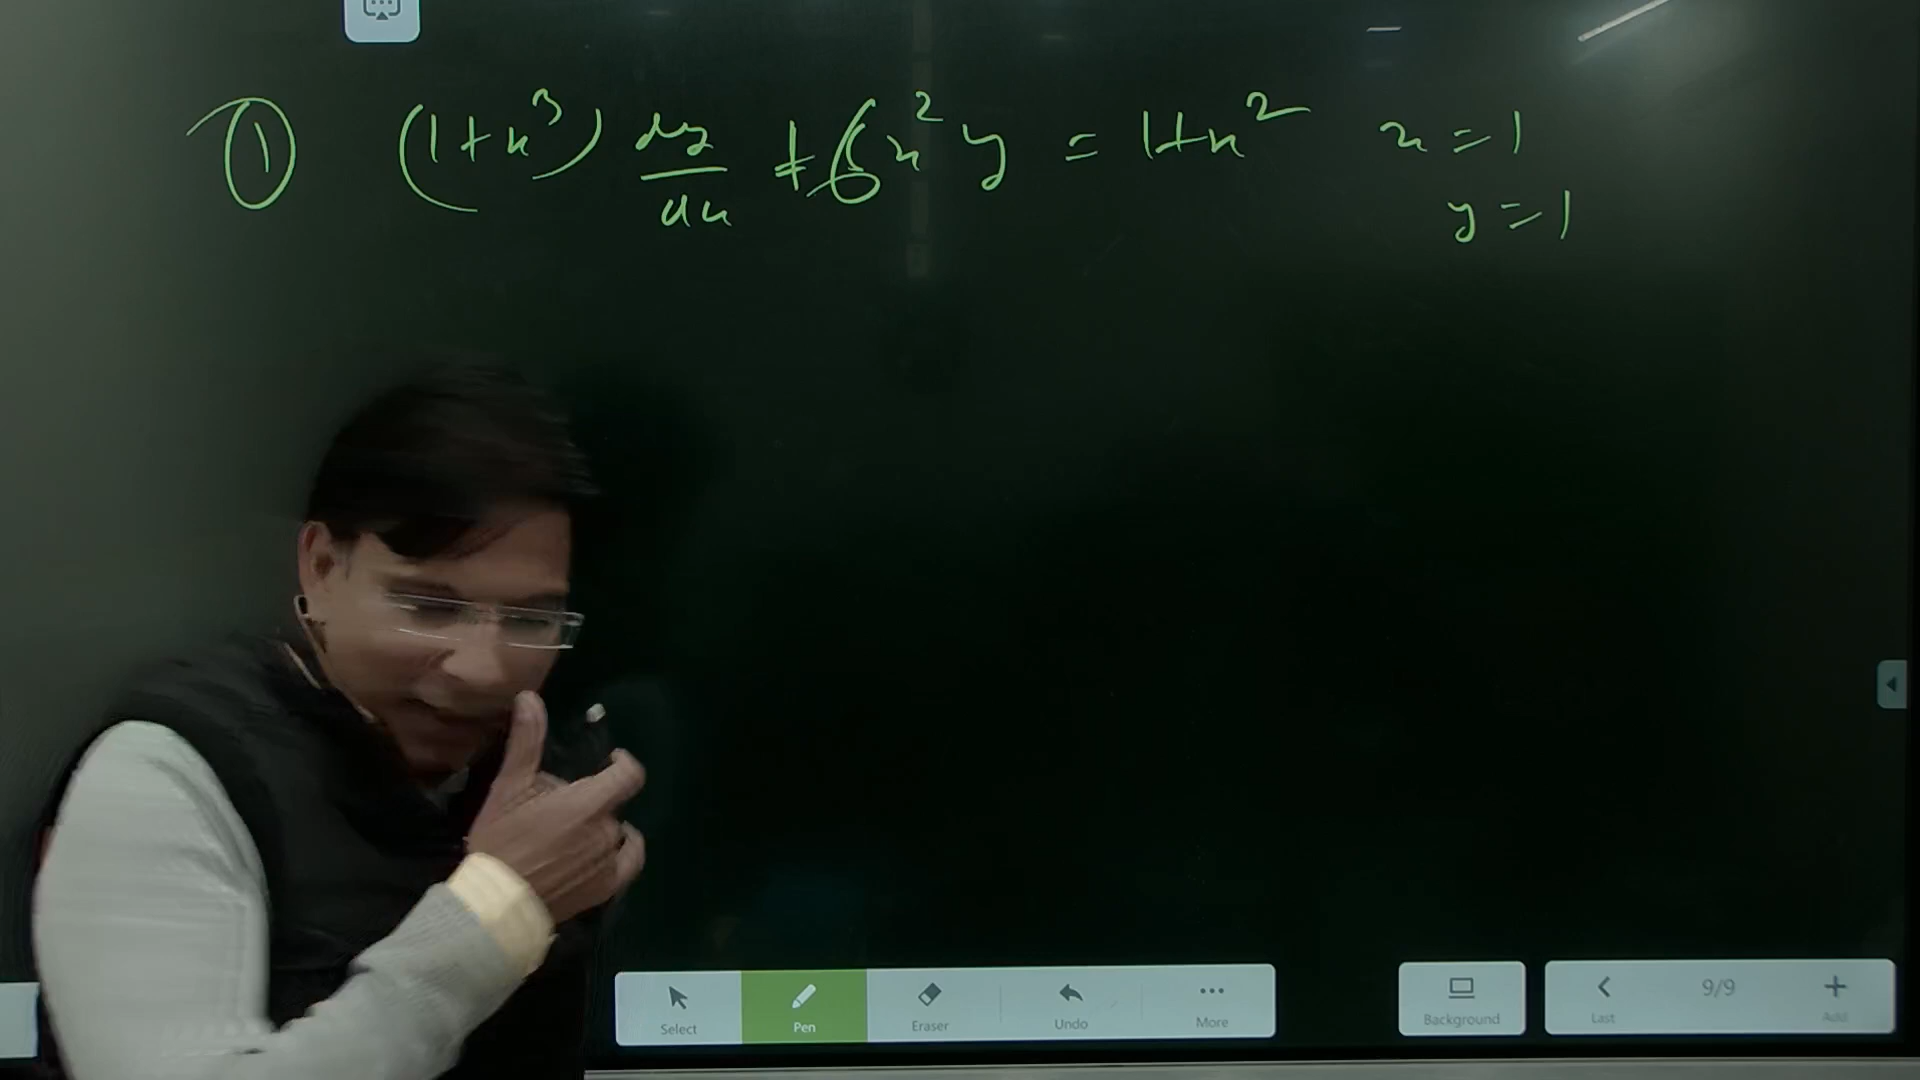 ① (1+x³) dy/dx + 6x²y = 1+x² x=1
y=1
Select Pen Eraser Undo More Background Last 9/9 Add